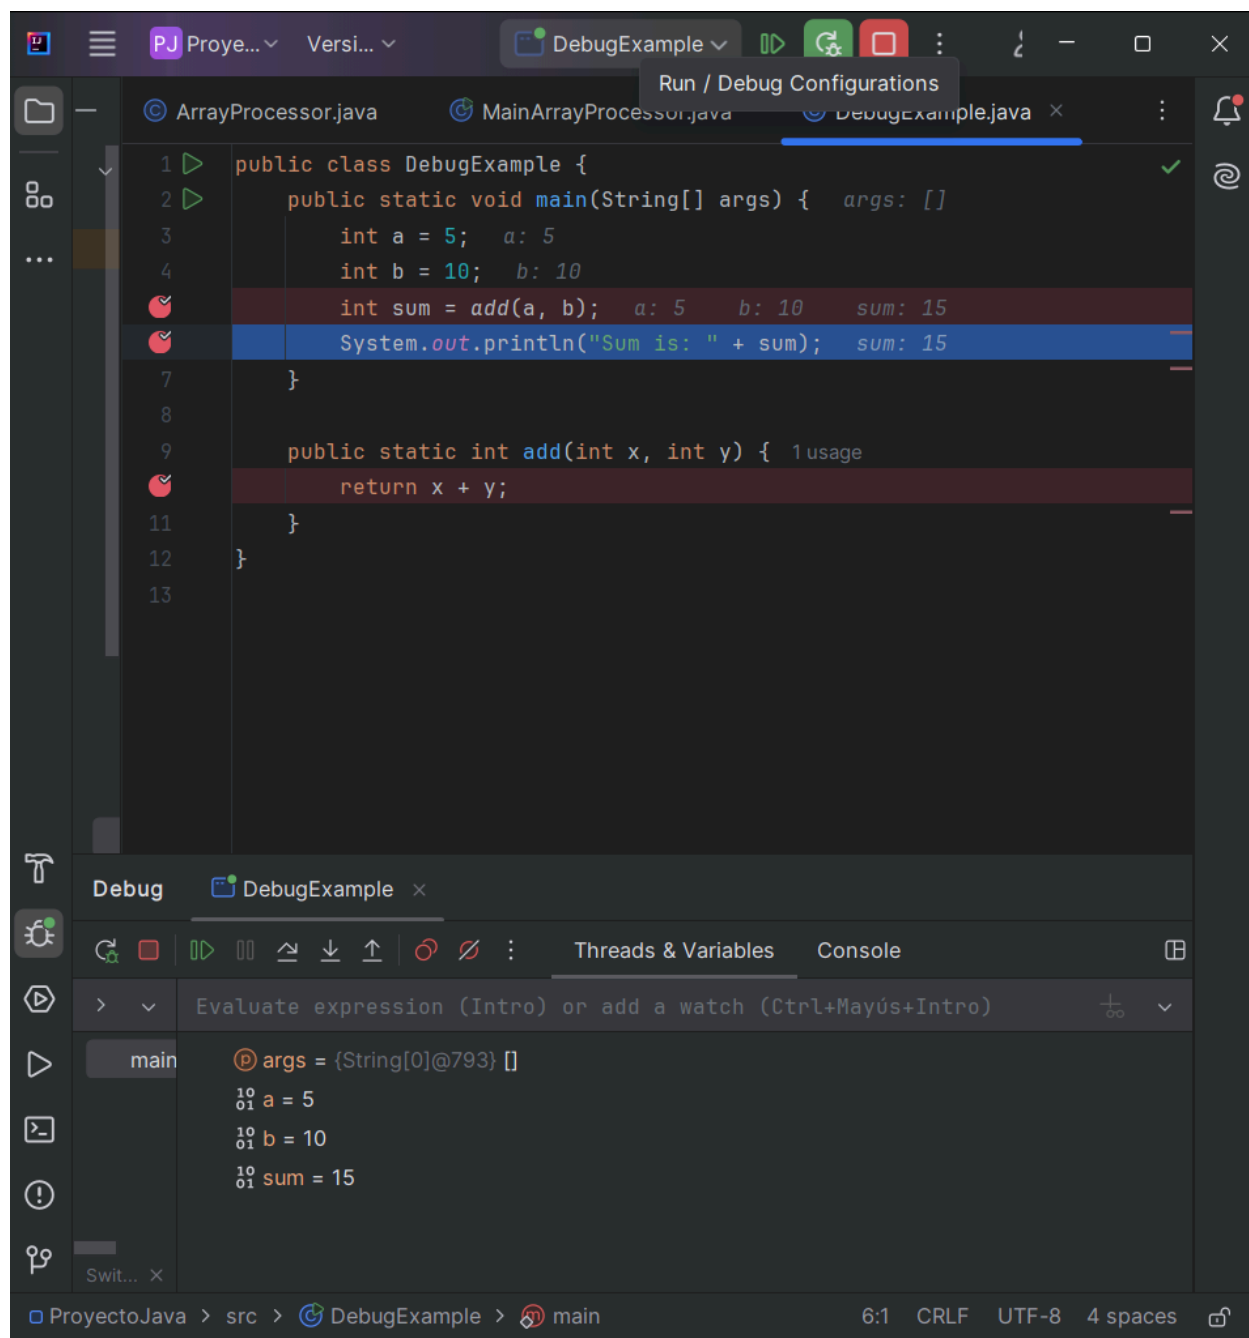 PJ Proye... Versi... DebugExample
Run / Debug Configurations
ArrayProcessor.java MainArrayProcessor.java DebugExample.java
1 public class DebugExample {
2 public static void main(String[] args) { args: []
3 int a = 5; a: 5
4 int b = 10; b: 10
int sum = add(a, b); a: 5 b: 10 sum: 15
System.out.println("Sum is: " + sum); sum: 15
7 }
8
9 public static int add(int x, int y) { 1 usage
return x + y;
11 }
12 }
13
Debug DebugExample
Threads & Variables Console
Evaluate expression (Intro) or add a watch (Ctrl+Mayús+Intro)
main
args = {String[0]@793} []
a = 5
b = 10
sum = 15
Swit...
ProyectoJava > src > DebugExample > main 6:1 CRLF UTF-8 4 spaces